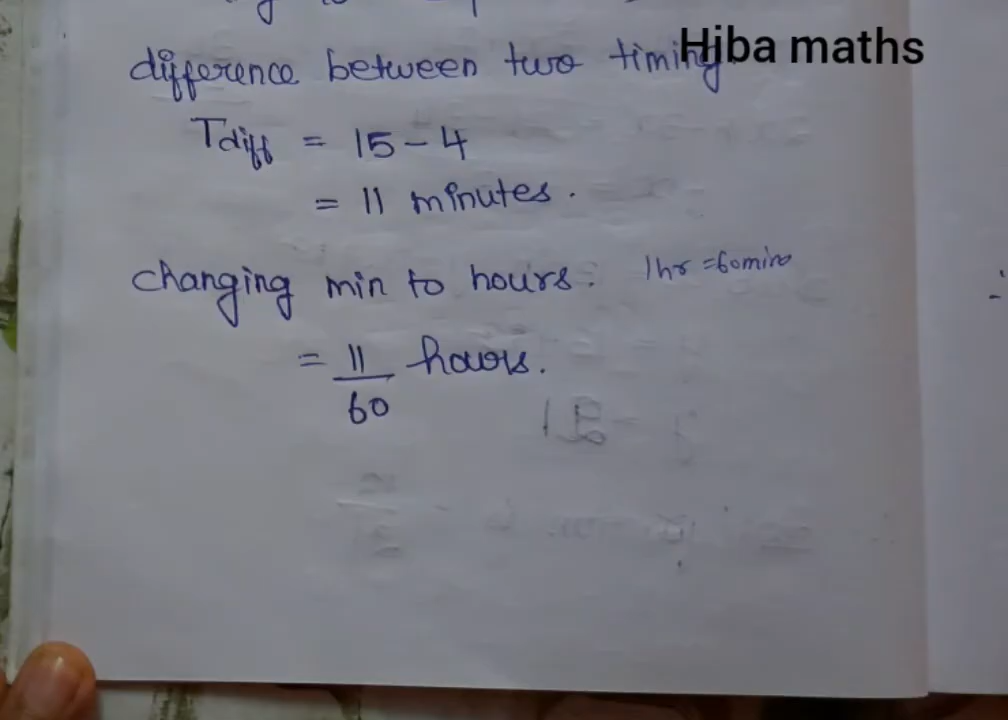 difference between two timing
Hiba maths
Tdiff = 15 - 4
= 11 minutes.
changing min to hours. 1hr = 60mins
= 11/60 hours.